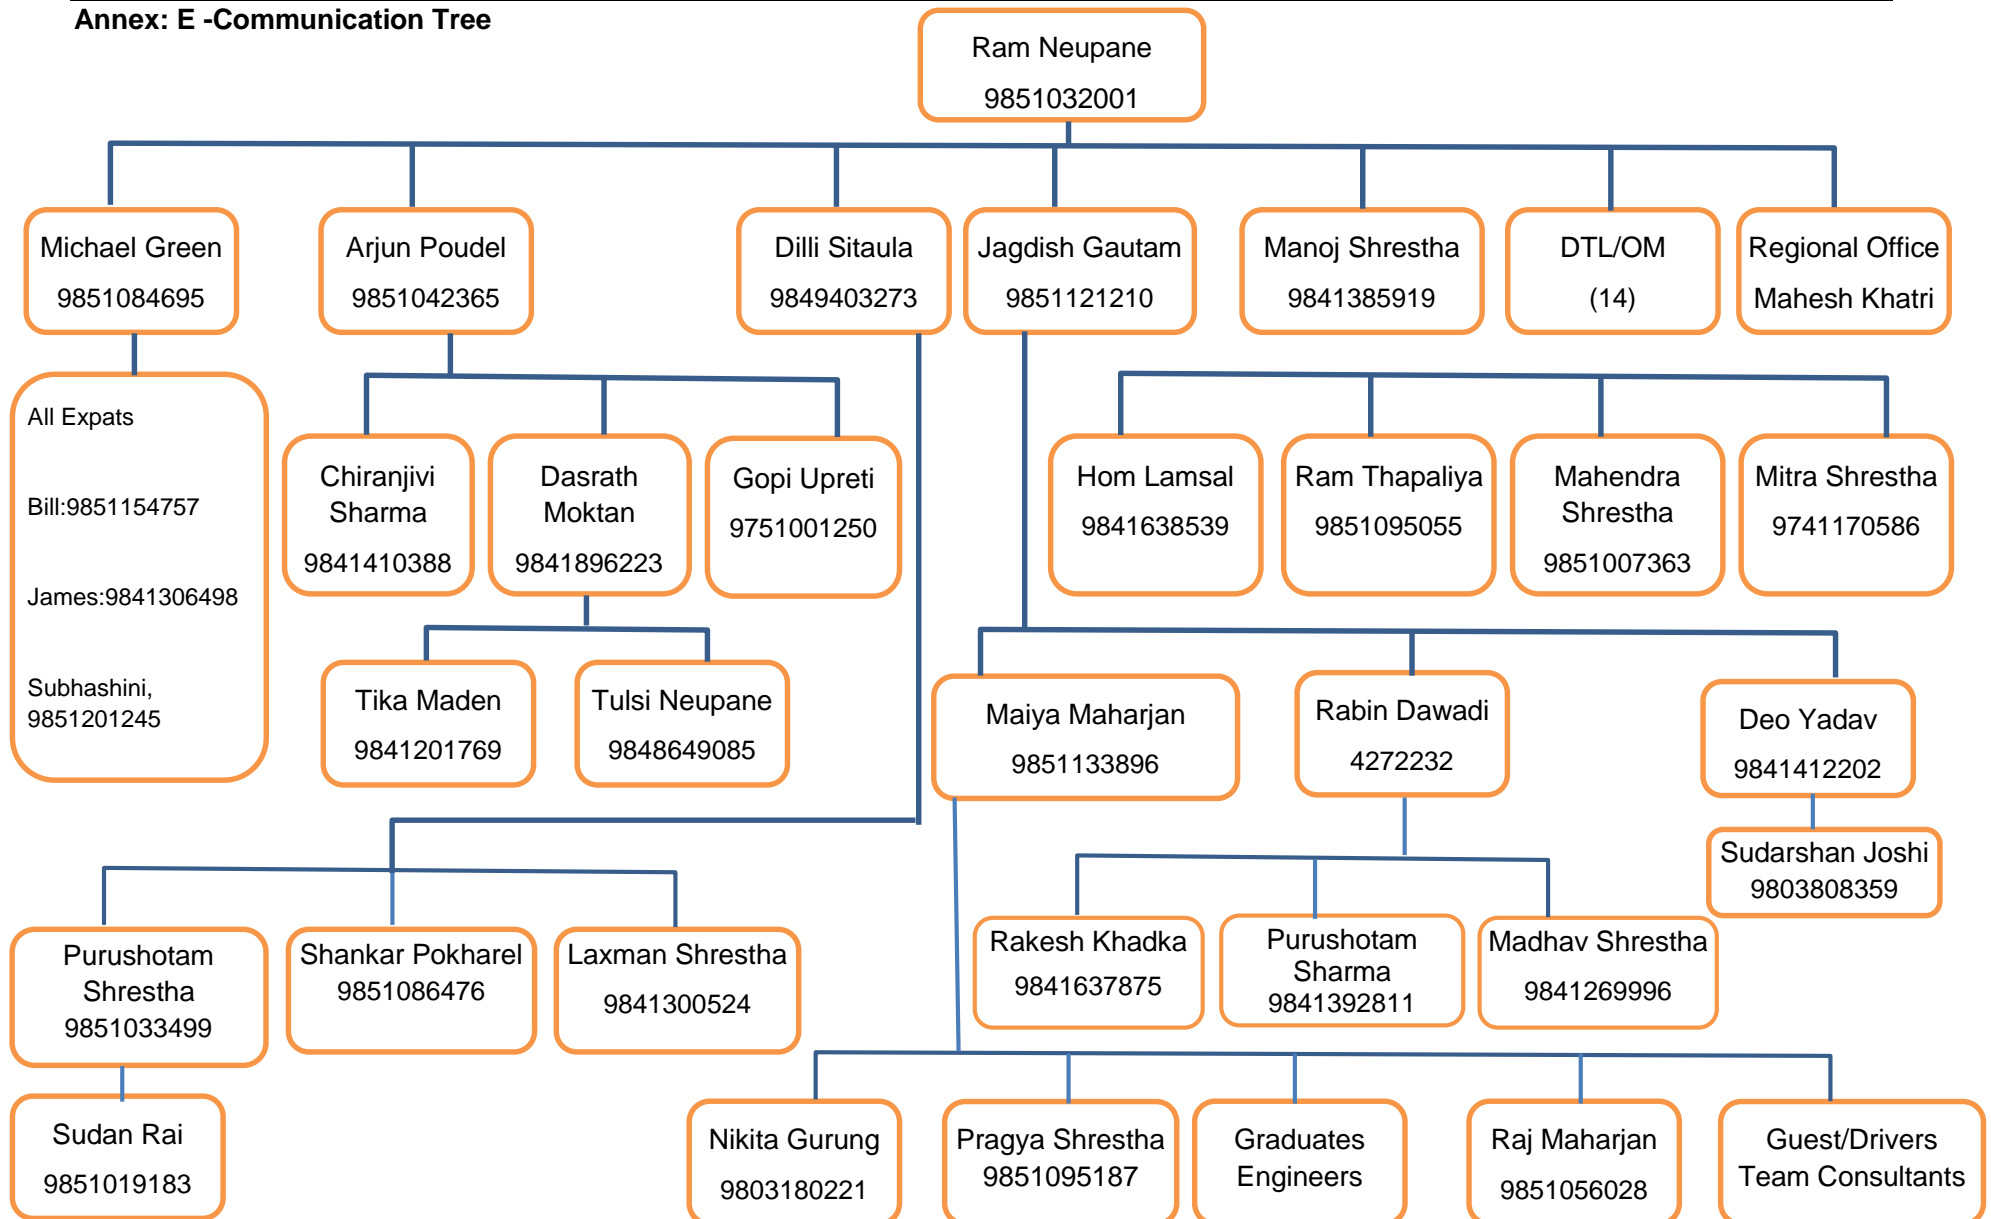 Annex: E -Communication Tree
Ram Neupane
9851032001
Michael Green
9851084695
Arjun Poudel
9851042365
Dilli Sitaula
9849403273
Jagdish Gautam
9851121210
Manoj Shrestha
9841385919
DTL/OM
(14)
Regional Office
Mahesh Khatri
All Expats
Bill:9851154757
James:9841306498
Subhashini,
9851201245
Chiranjivi
Sharma
9841410388
Dasrath
Moktan
9841896223
Gopi Upreti
9751001250
Hom Lamsal
9841638539
Ram Thapaliya
9851095055
Mahendra
Shrestha
9851007363
Mitra Shrestha
9741170586
Tika Maden
9841201769
Tulsi Neupane
9848649085
Maiya Maharjan
9851133896
Rabin Dawadi
4272232
Deo Yadav
9841412202
Sudarshan Joshi
9803808359
Purushotam
Shrestha
9851033499
Shankar Pokharel
9851086476
Laxman Shrestha
9841300524
Rakesh Khadka
9841637875
Purushotam
Sharma
9841392811
Madhav Shrestha
9841269996
Sudan Rai
9851019183
Nikita Gurung
9803180221
Pragya Shrestha
9851095187
Graduates
Engineers
Raj Maharjan
9851056028
Guest/Drivers
Team Consultants